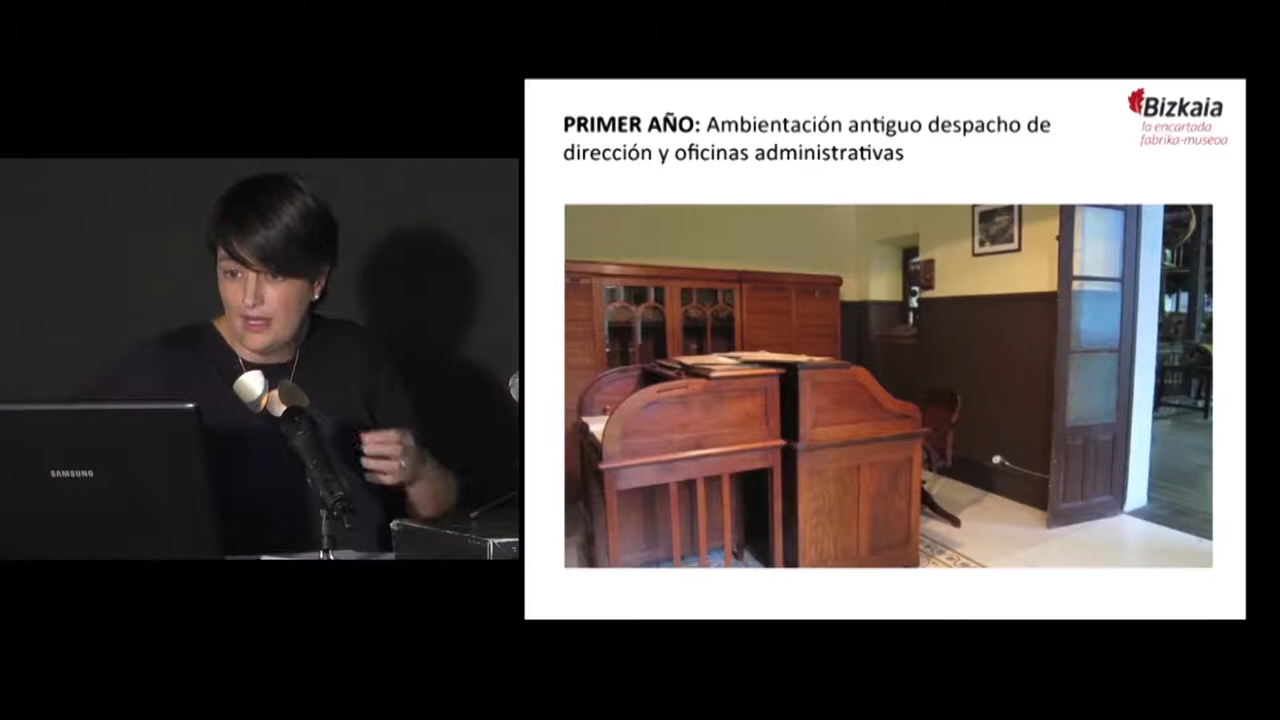 PRIMER AÑO: Ambientación antiguo despacho de
dirección y oficinas administrativas
Bizkaia
la encartada
fabrika-museoa
SAMSUNG